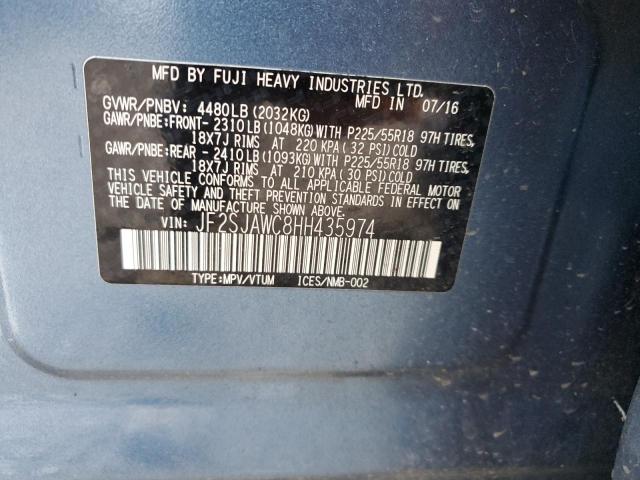 MFD BY FUJI HEAVY INDUSTRIES LTD.
MFD IN 07/16
GVWR/PNBV: 4480LB(2032KG)
GAWR/PNBE:FRONT-2310LB(1048KG)WITH P225/55R18 97H TIRES,
18X7J RIMS AT 220 KPA(32 PSI)COLD
GAWR/PNBE:REAR -2410LB(1093KG)WITH P225/55R18 97H TIRES,
18X7J RIMS AT 210 KPA(30 PSI)COLD
THIS VEHICLE CONFORMS TO ALL APPLICABLE FEDERAL MOTOR
VEHICLE SAFETY AND THEFT PREVENTION STANDARDS IN EFFECT ON
THE DATE OF MANUFACTURE SHOWN ABOVE.
VIN: JF2SJAWC8HH435974
TYPE:MPV/VTUM ICES/NMB-002